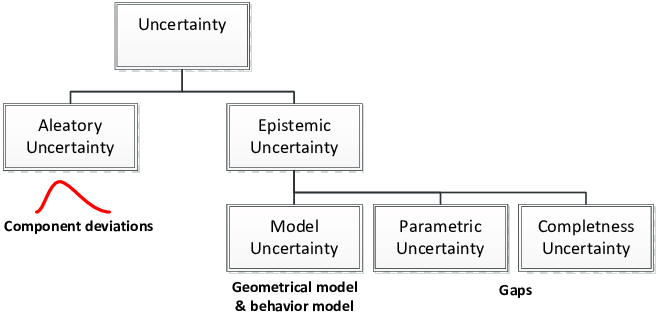 Uncertainty
Aleatory
Uncertainty
Epistemic
Uncertainty
Component deviations
Model
Uncertainty
Parametric
Uncertainty
Completness
Uncertainty
Geometrical model
& behavior model
Gaps